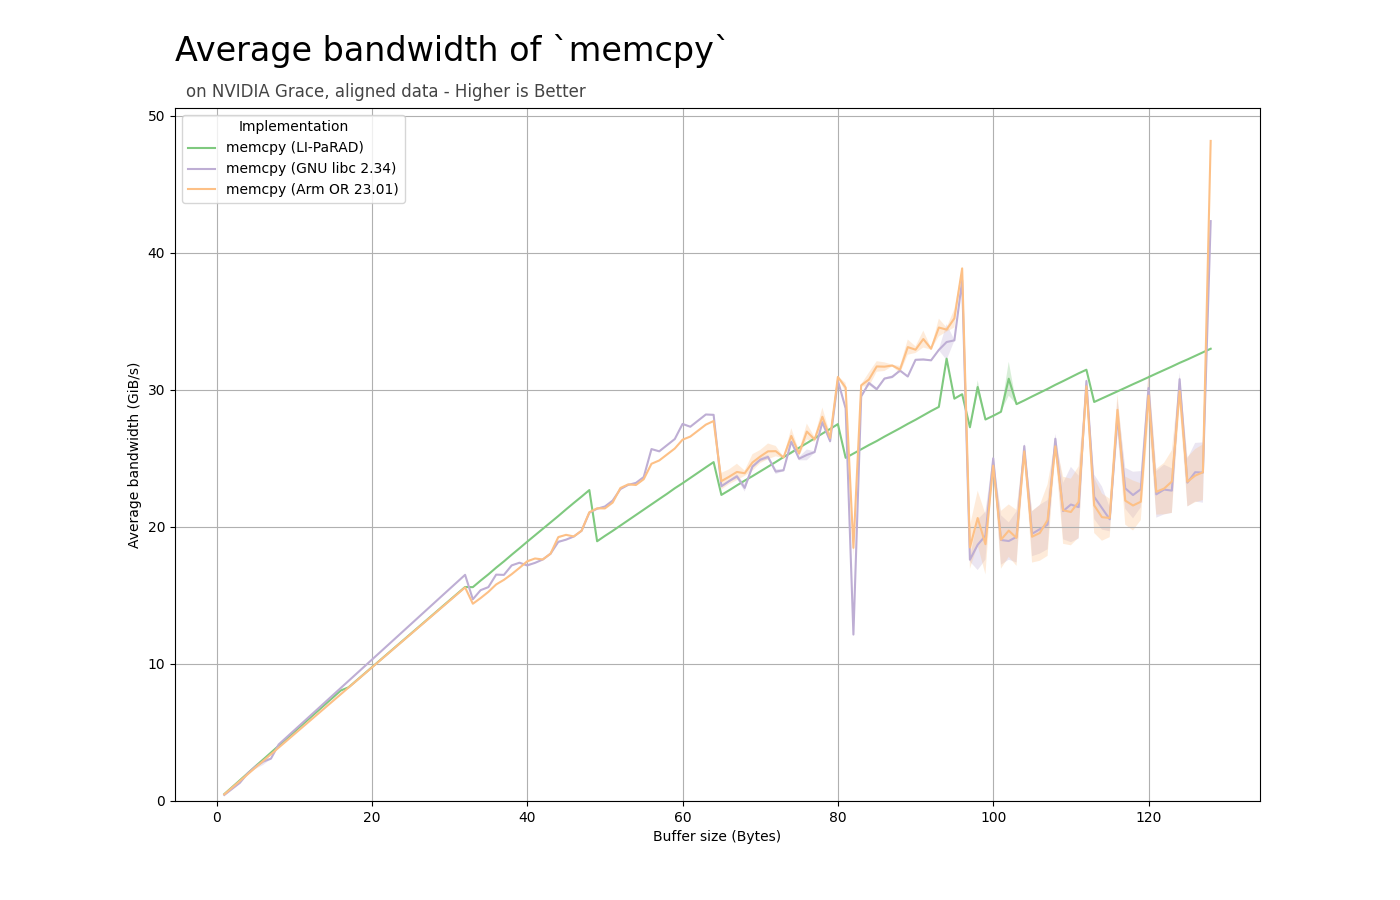 Average bandwidth of `memcpy`
on NVIDIA Grace, aligned data - Higher is Better
Implementation
memcpy (LI-PaRAD)
memcpy (GNU libc 2.34)
memcpy (Arm OR 23.01)
50
40
30
20
10
0
Average bandwidth (GiB/s)
0 20 40 60 80 100 120
Buffer size (Bytes)